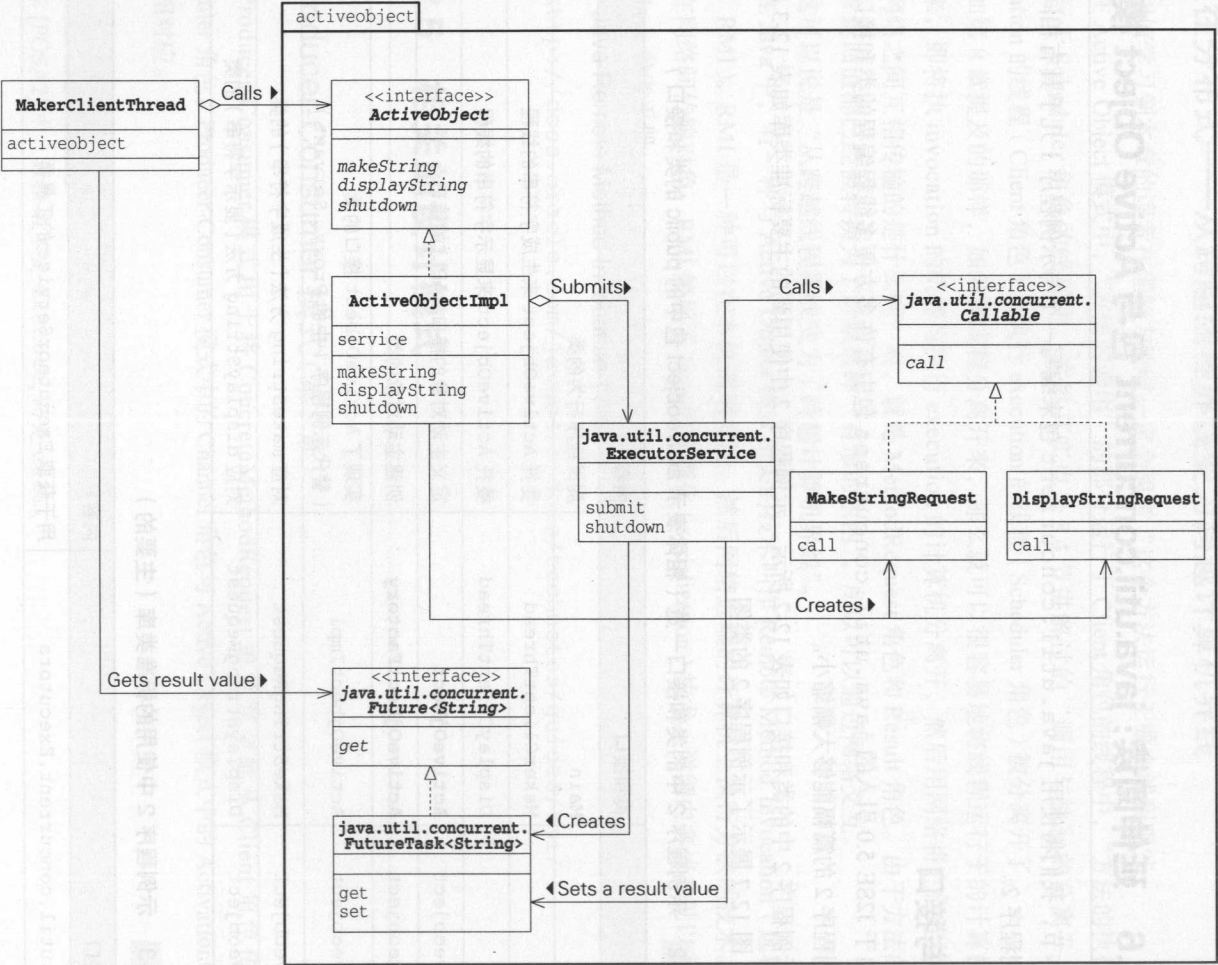 activeobject
MakerClientThread
activeobject
Calls ▶
<<interface>>
ActiveObject
makeString
displayString
shutdown
ActiveObjectImpl
service
makeString
displayString
shutdown
Submits▶
Calls ▶
<<interface>>
java.util.concurrent.
Callable
call
java.util.concurrent.
ExecutorService
submit
shutdown
MakeStringRequest
call
DisplayStringRequest
call
Creates ▶
Gets result value ▶
<<interface>>
java.util.concurrent.
Future<String>
get
◀Creates
java.util.concurrent.
FutureTask<String>
get
set
◀Sets a result value